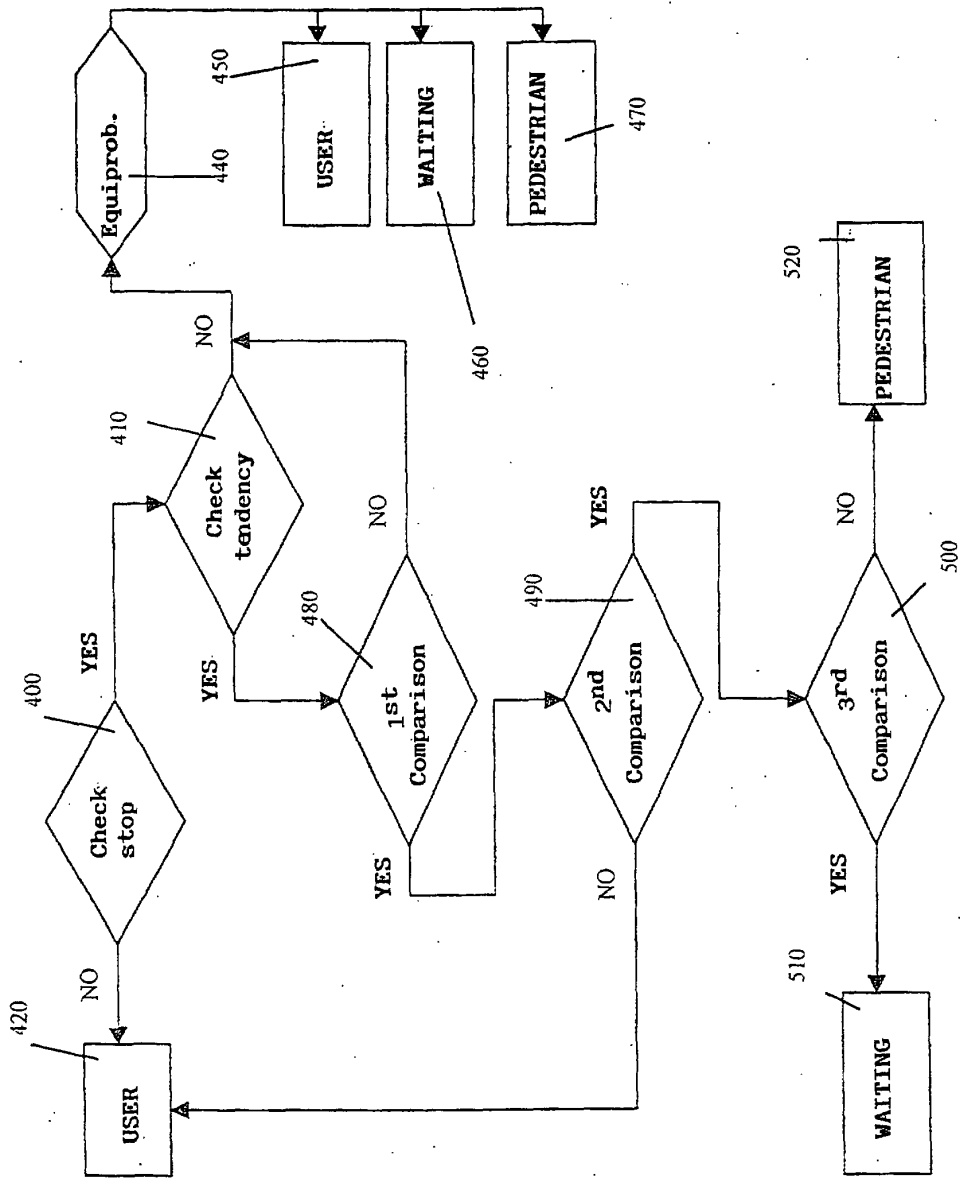 420
USER
NO
400
Check
stop
YES
410
Check
tendency
NO
YES
Equiprob.
440
450
USER
WAITING
460
PEDESTRIAN
470
480
1st
Comparison
NO
YES
490
2nd
Comparison
YES
NO
500
3rd
Comparison
NO
YES
510
WAITING
520
PEDESTRIAN